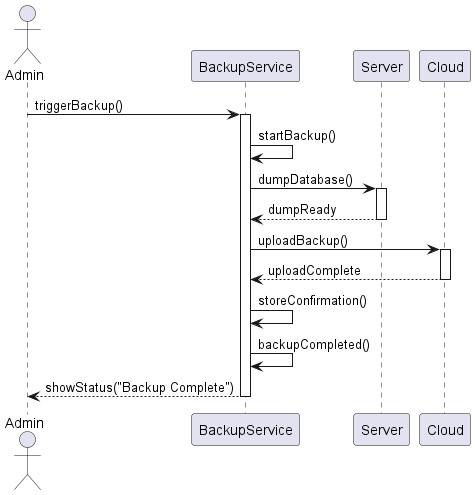 Admin
BackupService
Server
Cloud
triggerBackup()
startBackup()
dumpDatabase()
dumpReady
uploadBackup()
uploadComplete
storeConfirmation()
backupCompleted()
showStatus("Backup Complete")
Admin
BackupService
Server
Cloud